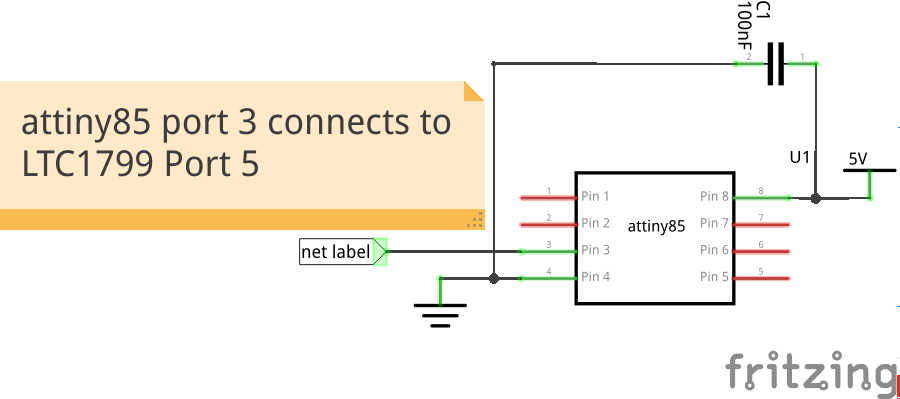 C1
100nF
2
1
attiny85 port 3 connects to
LTC1799 Port 5
U1
5V
1
Pin 1
Pin 8
8
2
Pin 2
attiny85
Pin 7
7
net label
3
Pin 3
Pin 6
6
4
Pin 4
Pin 5
5
fritzing